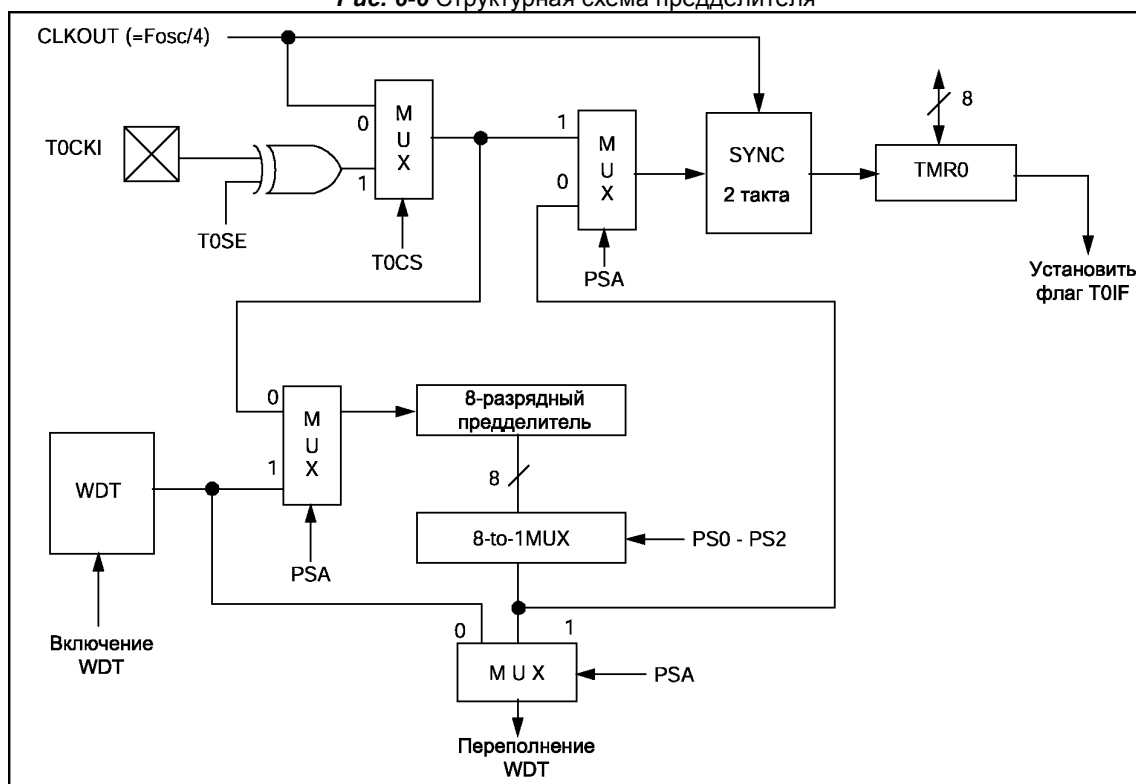 Рис. 6-6 Структурная схема предделителя
CLKOUT (=Fosc/4)
T0CKI
T0SE
0
1
M
U
X
T0CS
1
0
M
U
X
PSA
SYNC
2 такта
8
TMR0
Установить
флаг T0IF
WDT
Включение
WDT
0
1
M
U
X
PSA
8-разрядный
предделитель
8
8-to-1MUX
PS0 - PS2
0
1
M U X
PSA
Переполнение
WDT